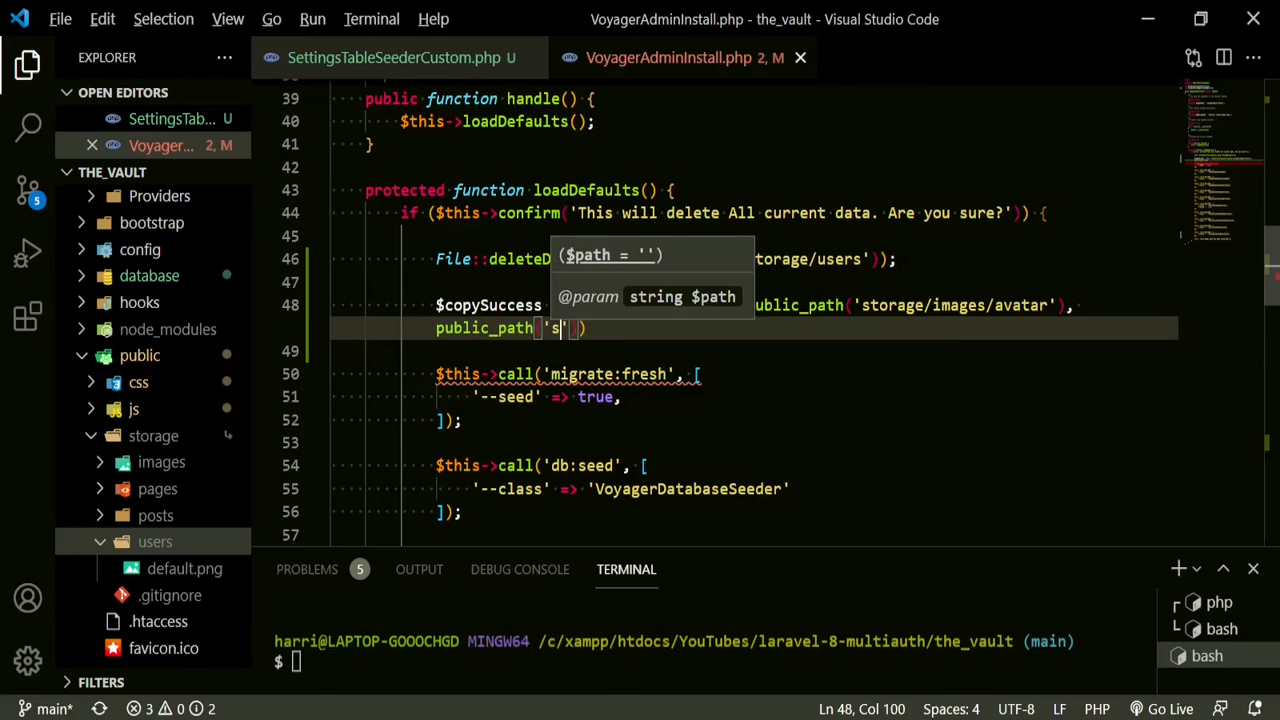 File Edit Selection View Go Run Terminal Help VoyagerAdminInstall.php - the_vault - Visual Studio Code
EXPLORER
SettingsTableSeederCustom.php U
VoyagerAdminInstall.php 2, M
OPEN EDITORS
SettingsTab... U
Voyager... 2, M
THE_VAULT
Providers
bootstrap
config
database
hooks
node_modules
public
css
js
storage
images
pages
posts
users
default.png
.gitignore
.htaccess
favicon.ico
FILTERS
5
39 public function handle() {
40 $this->loadDefaults();
41 }
42
43 protected function loadDefaults() {
44 if ($this->confirm('This will delete All current data. Are you sure?')) {
45
46 File::deleteD storage/users'));
47
48 $copySuccess public_path('storage/images/avatar'),
public_path('s')
49
50 $this->call('migrate:fresh', [
51 '--seed' => true,
52 ]);
53
54 $this->call('db:seed', [
55 '--class' => 'VoyagerDatabaseSeeder'
56 ]);
57
($path = '')
@param string $path
PROBLEMS 5 OUTPUT DEBUG CONSOLE TERMINAL
harri@LAPTOP-GOOOCHGD MINGW64 /c/xampp/htdocs/YouTubes/laravel-8-multiauth/the_vault (main)
$
php
bash
bash
main* 3 0 2 Ln 48, Col 100 Spaces: 4 UTF-8 LF PHP Go Live